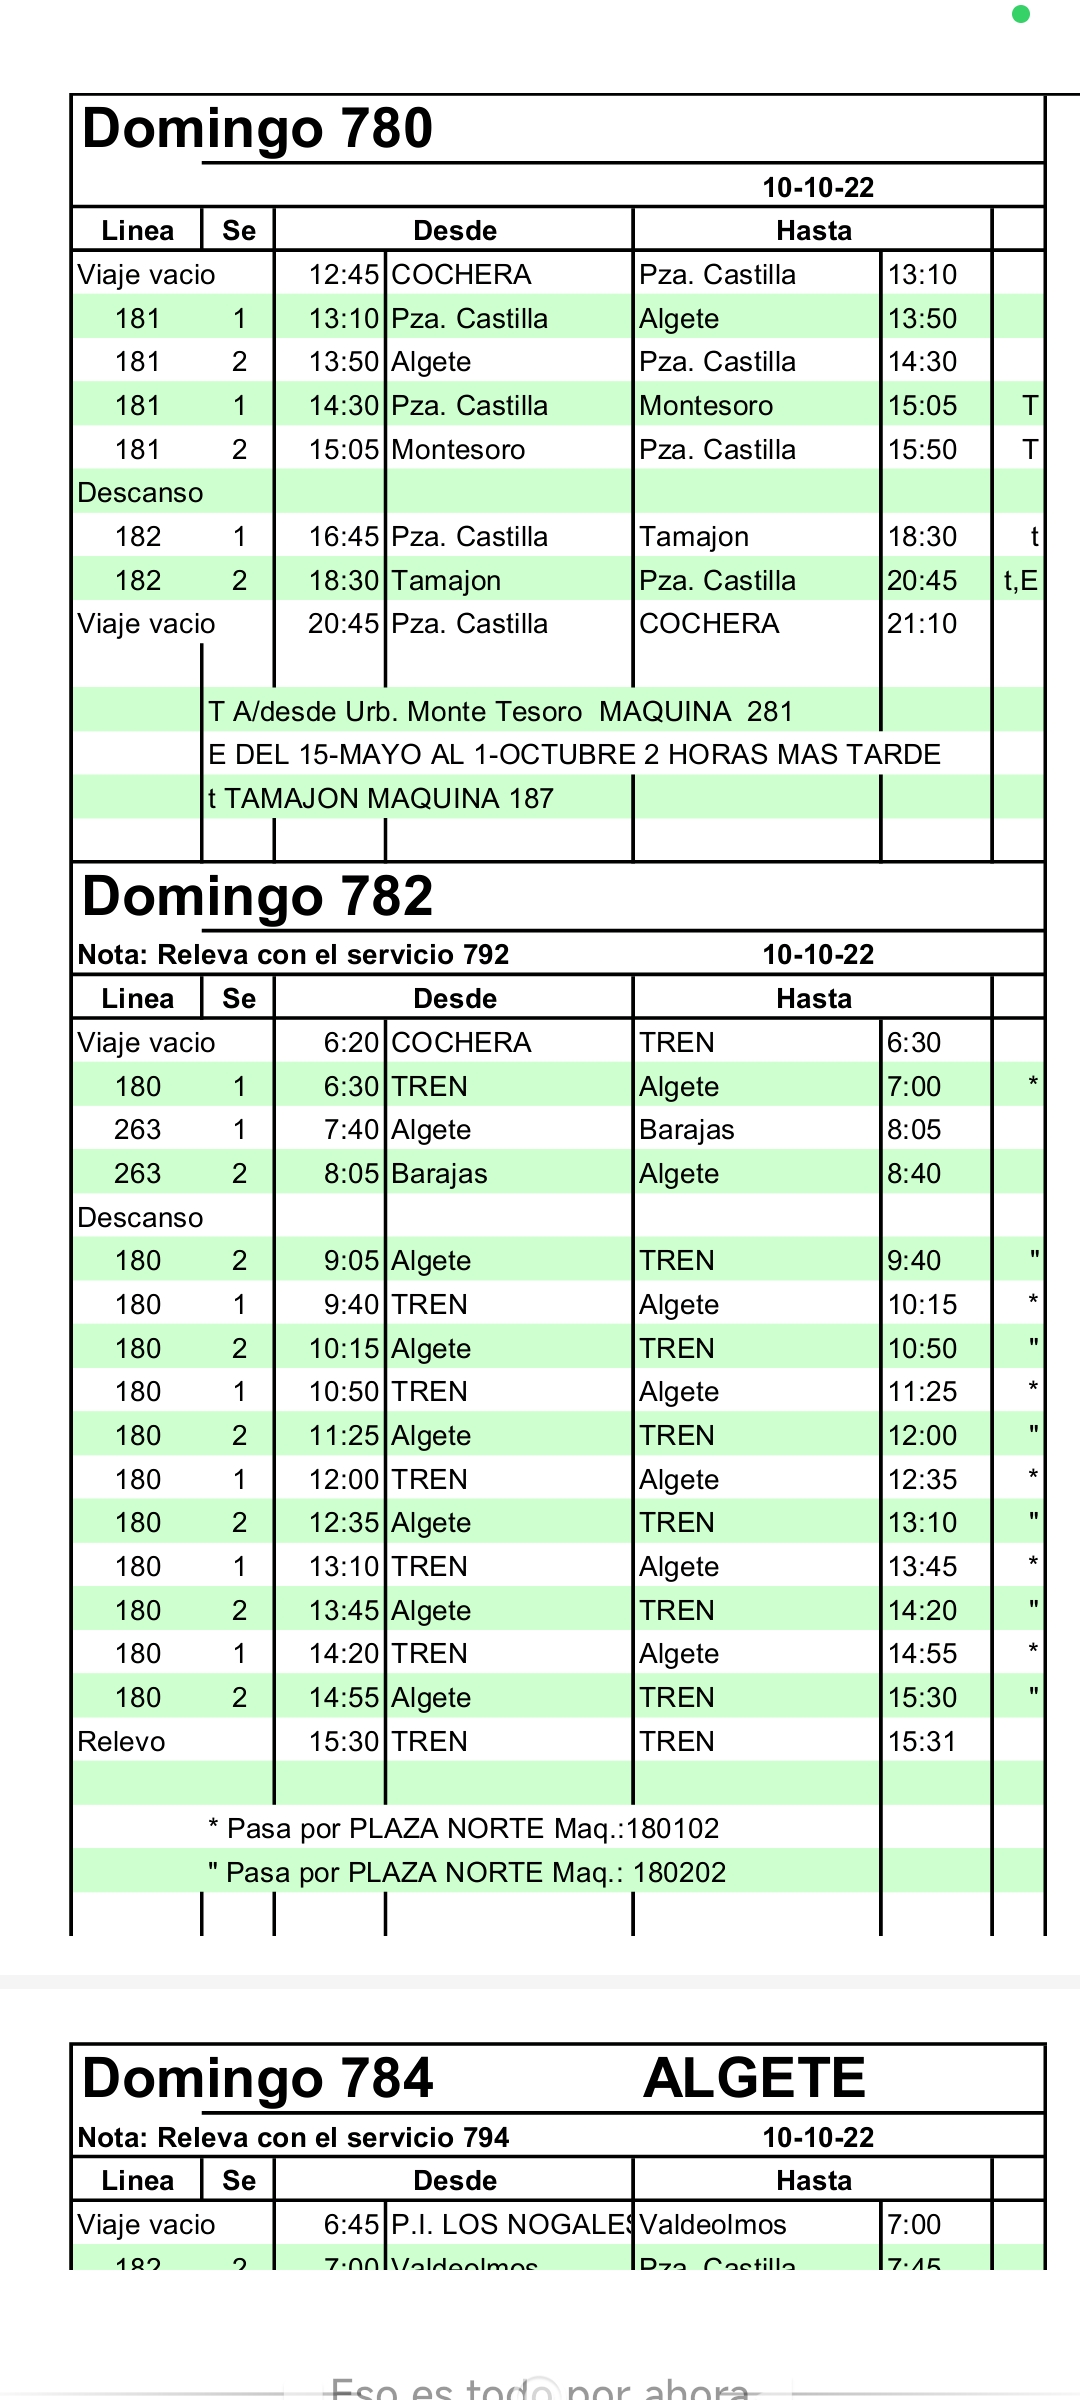 Domingo 780
10-10-22
Linea Se Desde Hasta
Viaje vacio 12:45 COCHERA Pza. Castilla 13:10
181 1 13:10 Pza. Castilla Algete 13:50
181 2 13:50 Algete Pza. Castilla 14:30
181 1 14:30 Pza. Castilla Montesoro 15:05 T
181 2 15:05 Montesoro Pza. Castilla 15:50 T
Descanso
182 1 16:45 Pza. Castilla Tamajon 18:30 t
182 2 18:30 Tamajon Pza. Castilla 20:45 t,E
Viaje vacio 20:45 Pza. Castilla COCHERA 21:10
T A/desde Urb. Monte Tesoro MAQUINA 281
E DEL 15-MAYO AL 1-OCTUBRE 2 HORAS MAS TARDE
t TAMAJON MAQUINA 187
Domingo 782
Nota: Releva con el servicio 792 10-10-22
Linea Se Desde Hasta
Viaje vacio 6:20 COCHERA TREN 6:30
180 1 6:30 TREN Algete 7:00 *
263 1 7:40 Algete Barajas 8:05
263 2 8:05 Barajas Algete 8:40
Descanso
180 2 9:05 Algete TREN 9:40 "
180 1 9:40 TREN Algete 10:15 *
180 2 10:15 Algete TREN 10:50 "
180 1 10:50 TREN Algete 11:25 *
180 2 11:25 Algete TREN 12:00 "
180 1 12:00 TREN Algete 12:35 *
180 2 12:35 Algete TREN 13:10 "
180 1 13:10 TREN Algete 13:45 *
180 2 13:45 Algete TREN 14:20 "
180 1 14:20 TREN Algete 14:55 *
180 2 14:55 Algete TREN 15:30 "
Relevo 15:30 TREN TREN 15:31
* Pasa por PLAZA NORTE Maq.:180102
" Pasa por PLAZA NORTE Maq.: 180202
Domingo 784 ALGETE
Nota: Releva con el servicio 794 10-10-22
Linea Se Desde Hasta
Viaje vacio 6:45 P.I. LOS NOGALES Valdeolmos 7:00
182 2 7:00 Valdeolmos Pza. Castilla 7:45
Eso es todo por ahora